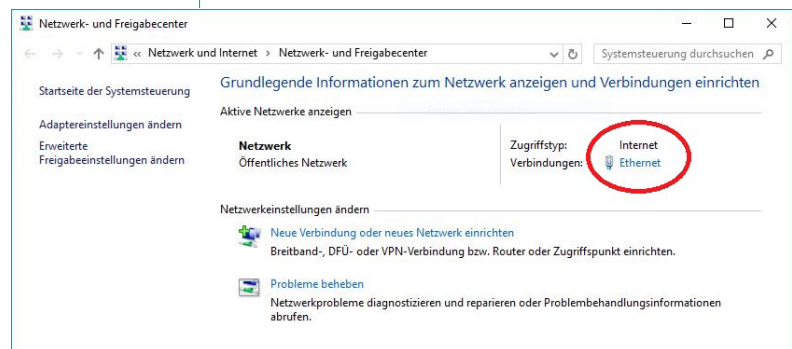 Netzwerk- und Freigabecenter
« Netzwerk und Internet › Netzwerk- und Freigabecenter
Systemsteuerung durchsuchen
Startseite der Systemsteuerung
Adaptereinstellungen ändern
Erweiterte
Freigabeeinstellungen ändern
Grundlegende Informationen zum Netzwerk anzeigen und Verbindungen einrichten
Aktive Netzwerke anzeigen
Netzwerk
Öffentliches Netzwerk
Zugriffstyp: Internet
Verbindungen: Ethernet
Netzwerkeinstellungen ändern
Neue Verbindung oder neues Netzwerk einrichten
Breitband-, DFÜ- oder VPN-Verbindung bzw. Router oder Zugriffspunkt einrichten.
Probleme beheben
Netzwerkprobleme diagnostizieren und reparieren oder Problembehandlungsinformationen
abrufen.